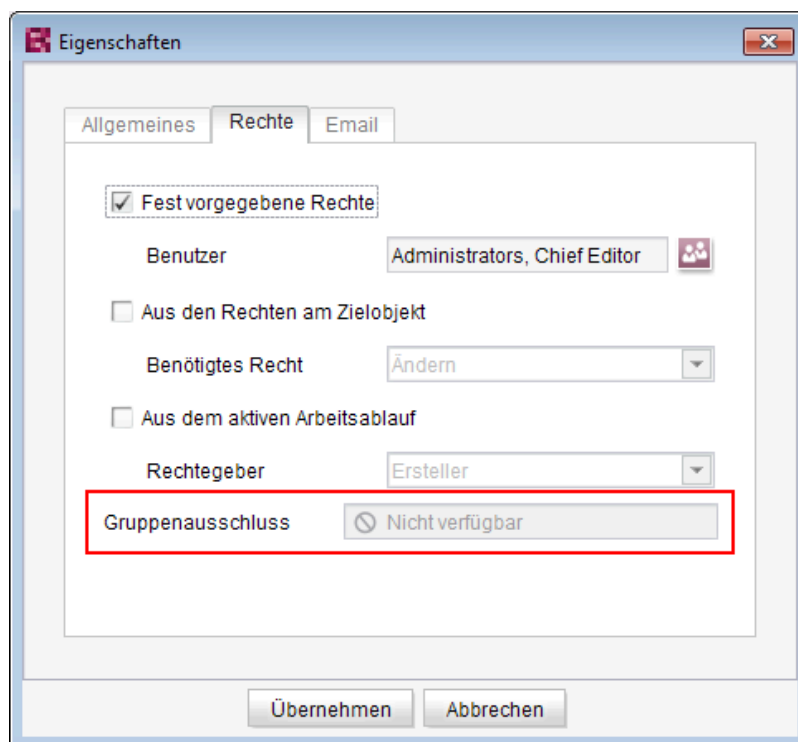 Eigenschaften
Allgemeines Rechte Email
Fest vorgegebene Rechte
Benutzer Administrators, Chief Editor
Aus den Rechten am Zielobjekt
Benötigtes Recht Ändern
Aus dem aktiven Arbeitsablauf
Rechtegeber Ersteller
Gruppenausschluss Nicht verfügbar
Übernehmen Abbrechen